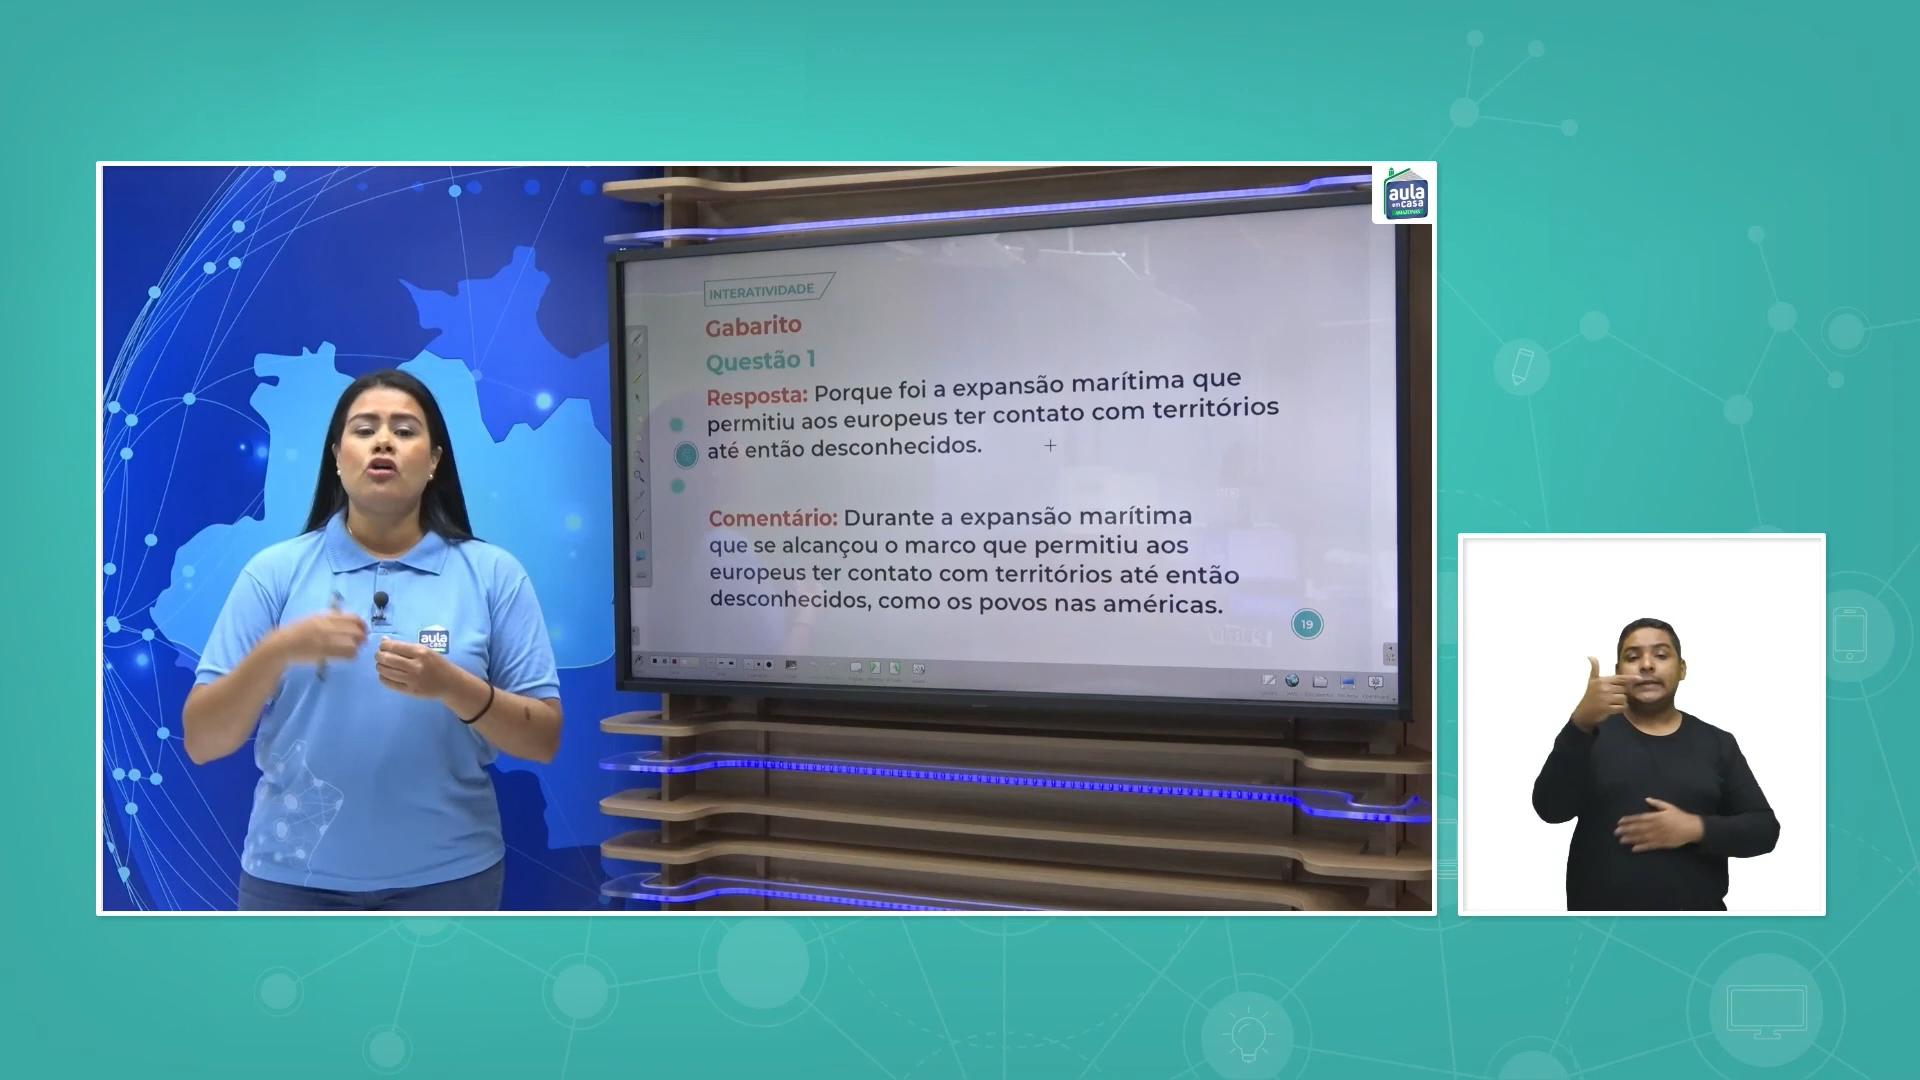 aula
em casa
AMAZONAS
INTERATIVIDADE
Gabarito
Questão 1
Resposta: Porque foi a expansão marítima que
permitiu aos europeus ter contato com territórios
até então desconhecidos.
Comentário: Durante a expansão marítima
que se alcançou o marco que permitiu aos
europeus ter contato com territórios até então
desconhecidos, como os povos nas américas.
19
aula
em casa